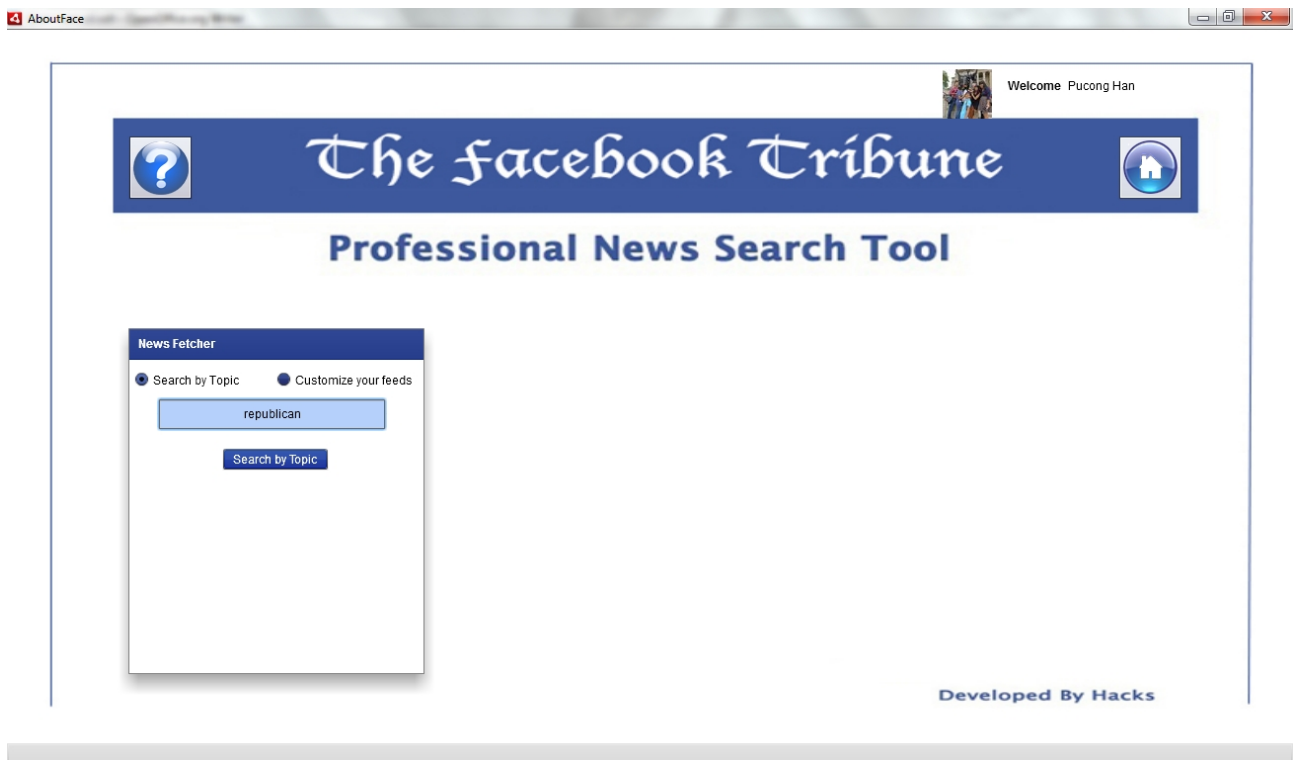 AboutFace
Welcome Pucong Han
The Facebook Tribune
Professional News Search Tool
News Fetcher
Search by Topic Customize your feeds
republican
Search by Topic
Developed By Hacks